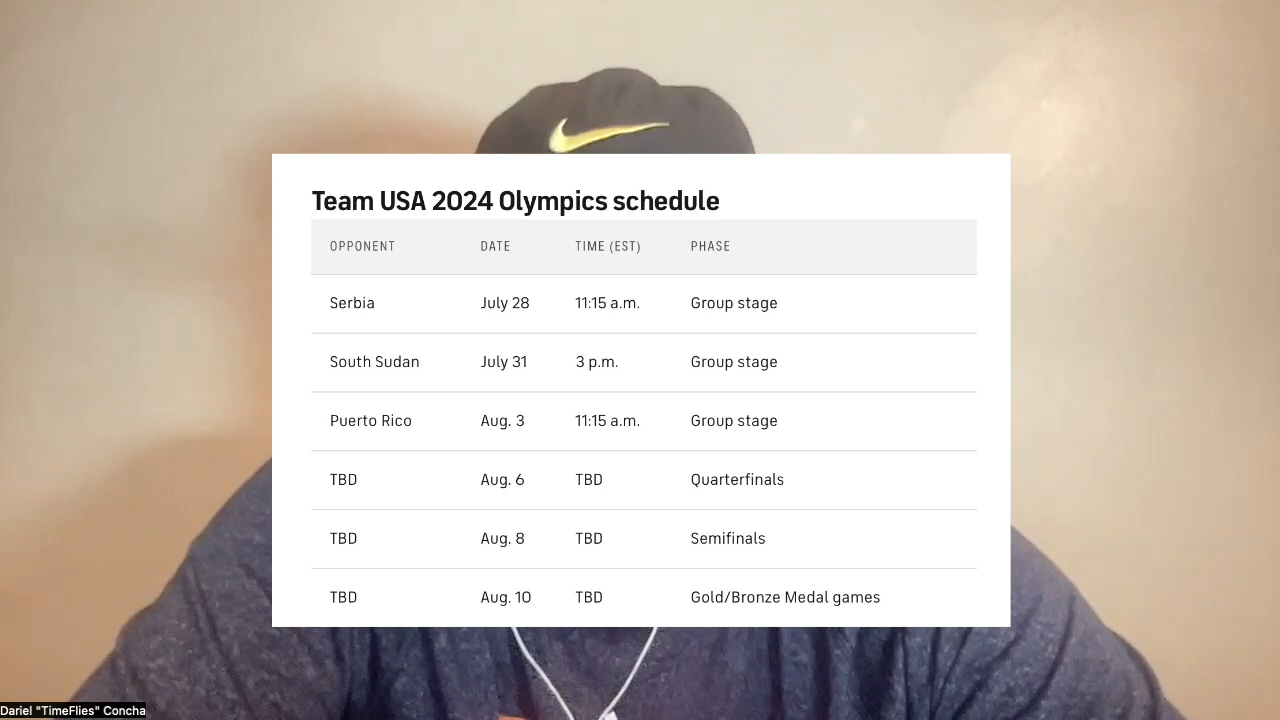 Team USA 2024 Olympics schedule
OPPONENT DATE TIME (EST) PHASE
Serbia July 28 11:15 a.m. Group stage
South Sudan July 31 3 p.m. Group stage
Puerto Rico Aug. 3 11:15 a.m. Group stage
TBD Aug. 6 TBD Quarterfinals
TBD Aug. 8 TBD Semifinals
TBD Aug. 10 TBD Gold/Bronze Medal games
Dariel "TimeFlies" Concha